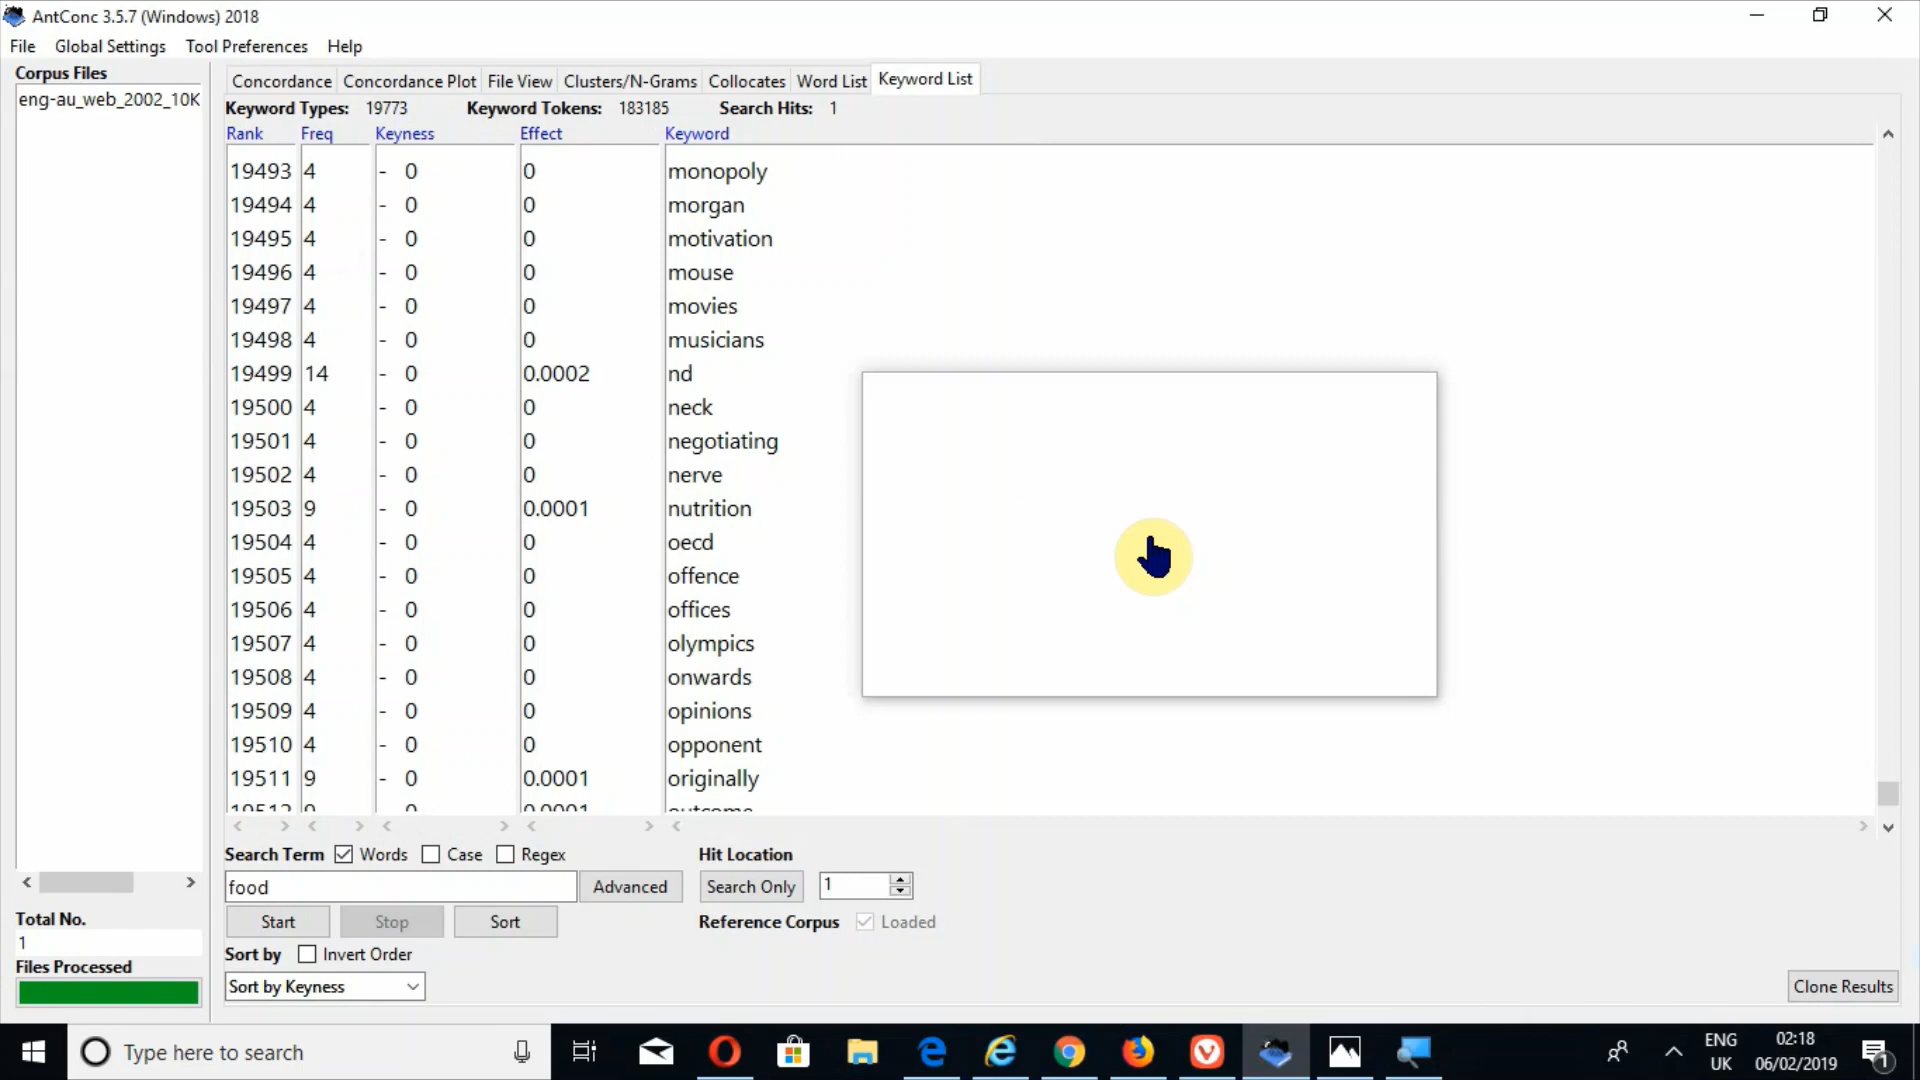 AntConc 3.5.7 (Windows) 2018
File Global Settings Tool Preferences Help
Corpus Files
eng-au_web_2002_10K
Concordance Concordance Plot File View Clusters/N-Grams Collocates Word List Keyword List
Keyword Types: 19773 Keyword Tokens: 183185 Search Hits: 1
Rank Freq Keyness Effect Keyword
19493 4 - 0 0 monopoly
19494 4 - 0 0 morgan
19495 4 - 0 0 motivation
19496 4 - 0 0 mouse
19497 4 - 0 0 movies
19498 4 - 0 0 musicians
19499 14 - 0 0.0002 nd
19500 4 - 0 0 neck
19501 4 - 0 0 negotiating
19502 4 - 0 0 nerve
19503 9 - 0 0.0001 nutrition
19504 4 - 0 0 oecd
19505 4 - 0 0 offence
19506 4 - 0 0 offices
19507 4 - 0 0 olympics
19508 4 - 0 0 onwards
19509 4 - 0 0 opinions
19510 4 - 0 0 opponent
19511 9 - 0 0.0001 originally
19512 9 - 0 0.0001 outcome
Search Term Words Case Regex Hit Location
food Advanced Search Only 1
Start Stop Sort Reference Corpus Loaded
Sort by Invert Order
Sort by Keyness Clone Results
Total No.
1
Files Processed
Type here to search
ENG 02:18
UK 06/02/2019 1